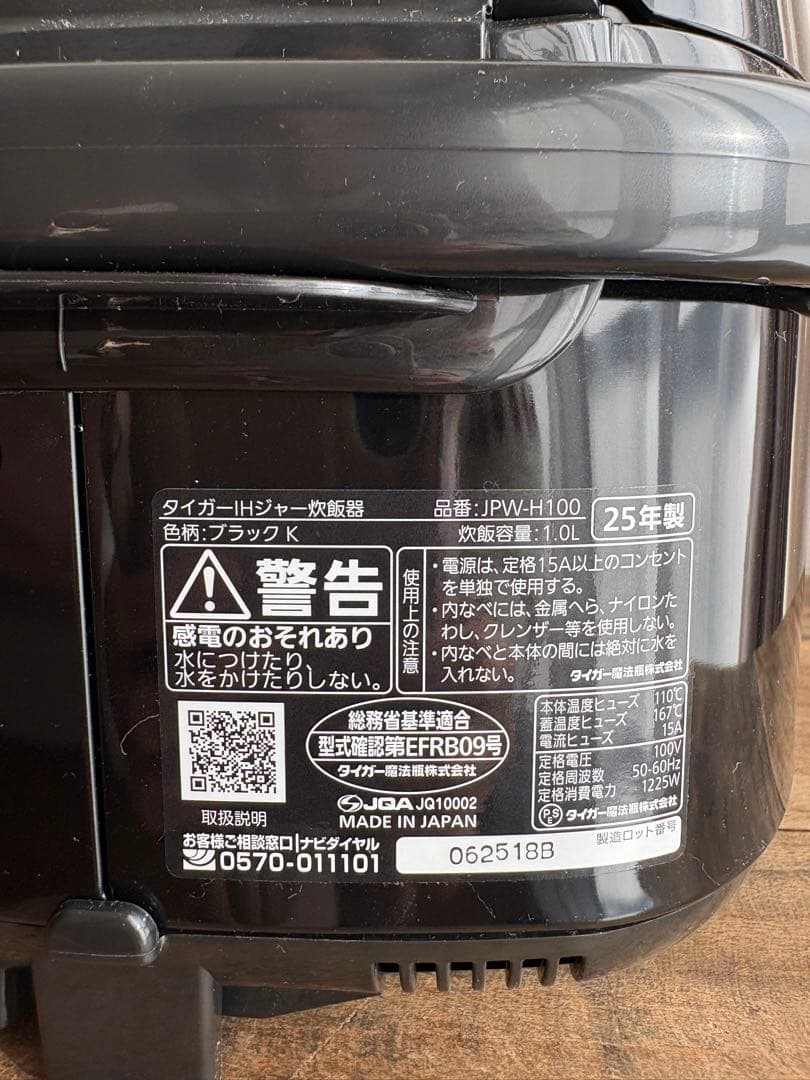 タイガーIHジャー炊飯器 品番:JPW-H100 25年製
色柄:ブラック K 炊飯容量:1.0L
警告
感電のおそれあり
水につけたり、
水をかけたりしない。
使用上の注意
・電源は、定格15A以上のコンセント
を単独で使用する。
・内なべには、金属へら、ナイロンた
わし、クレンザー等を使用しない。
・内なべと本体の間には絶対に水を
入れない。 タイガー魔法瓶株式会社
取扱説明
総務省基準適合
型式確認第EFRB09号
タイガー魔法瓶株式会社
JQA JQ10002
MADE IN JAPAN
本体温度ヒューズ 110℃
蓋温度ヒューズ 167℃
電流ヒューズ 15A
定格電圧 100V
定格周波数 50-60Hz
定格消費電力 1225W
PSE タイガー魔法瓶株式会社
お客様ご相談窓口 ナビダイヤル
0570-011101
062518B
製造ロット番号